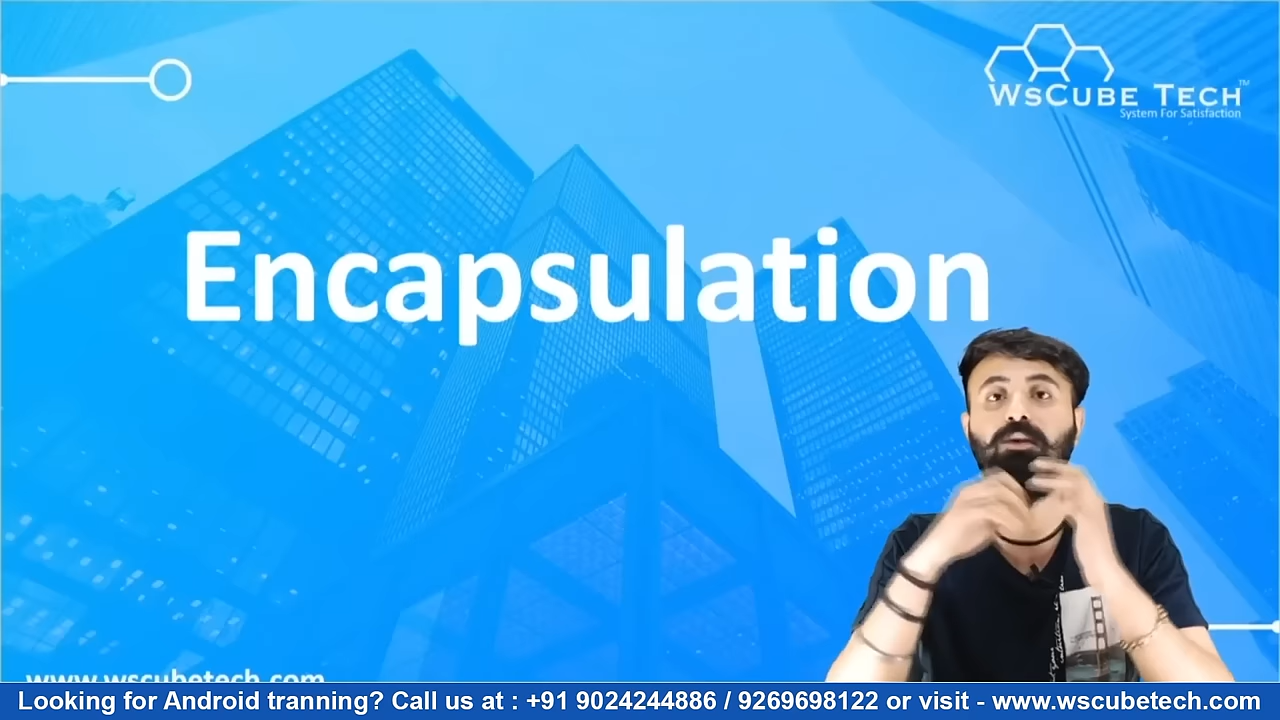 WsCube Tech™
System For Satisfaction
Encapsulation
www.wscubetech.com
Looking for Android tranning? Call us at : +91 9024244886 / 9269698122 or visit - www.wscubetech.com